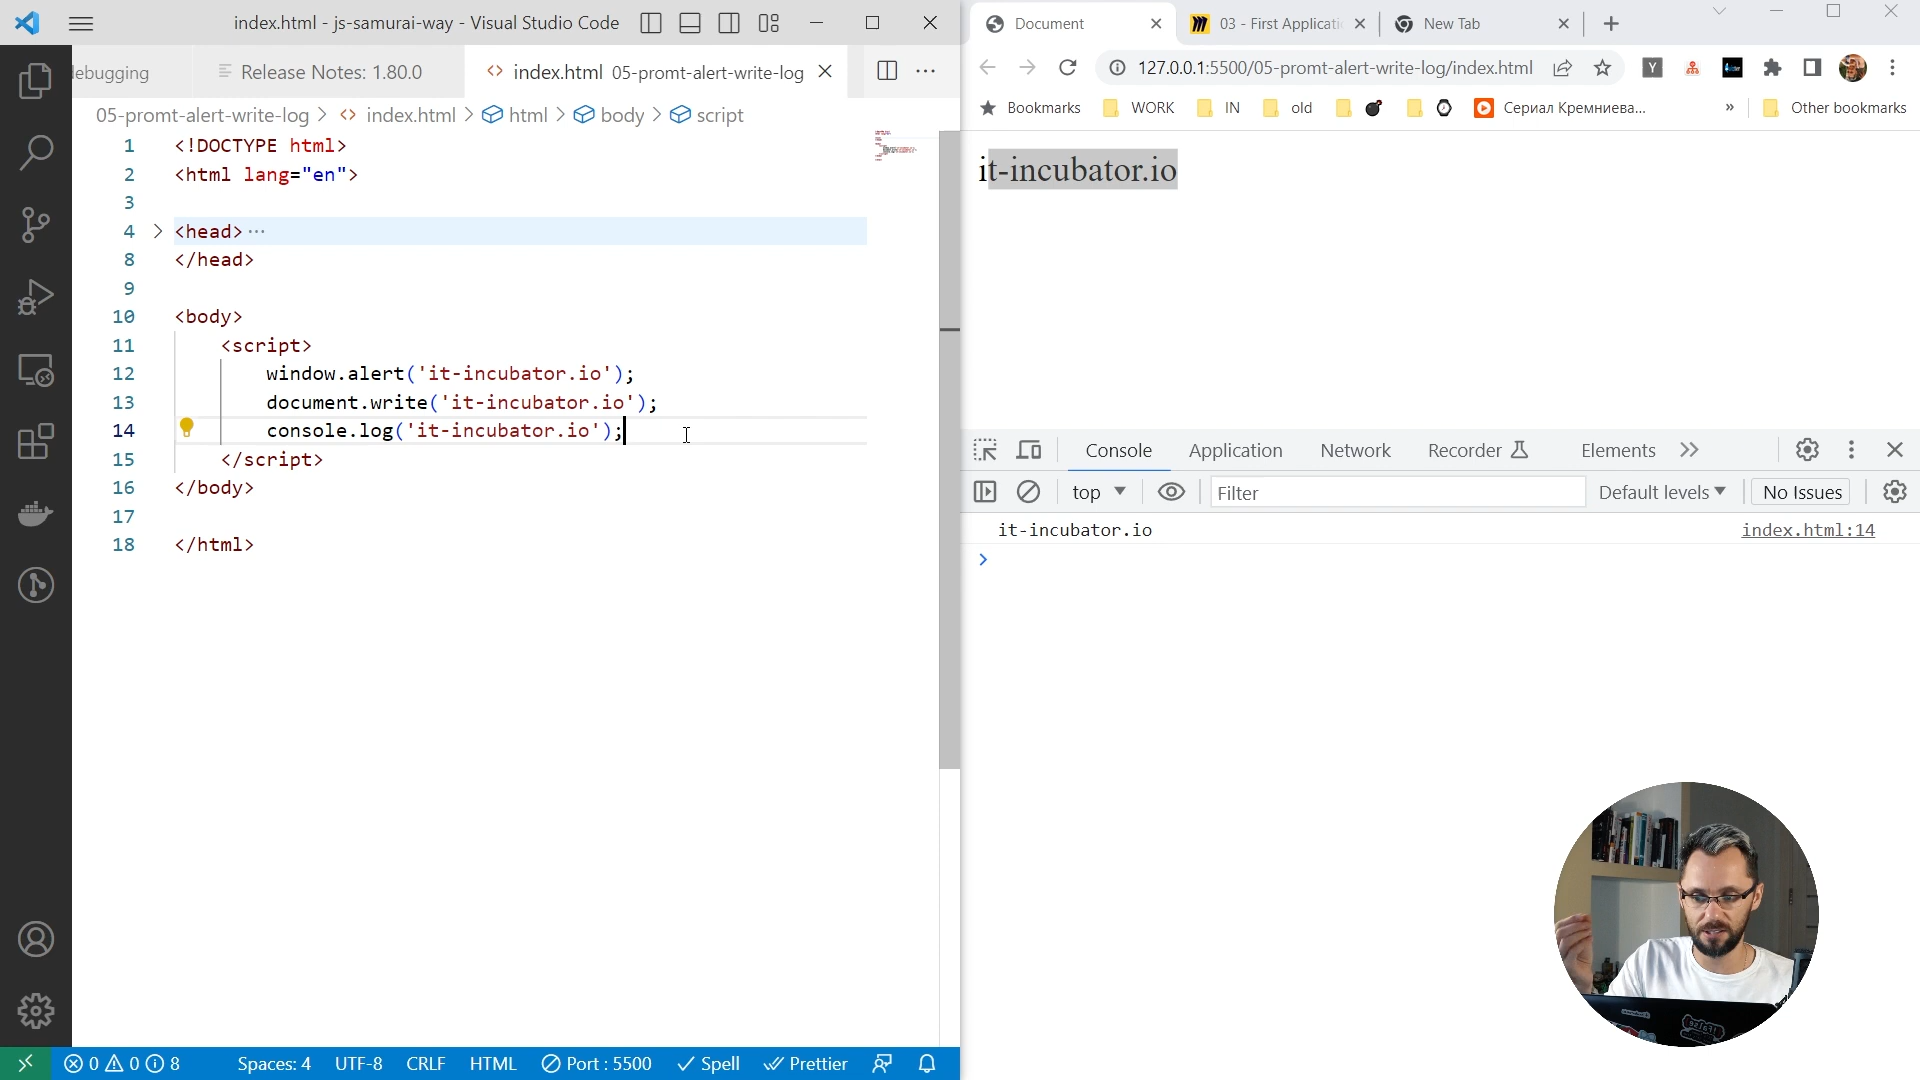 index.html - js-samurai-way - Visual Studio Code
ebugging
Release Notes: 1.80.0
index.html 05-promt-alert-write-log
05-promt-alert-write-log > index.html > html > body > script
1 <!DOCTYPE html>
2 <html lang="en">
3
4 <head>⋯
8 </head>
9
10 <body>
11 <script>
12 window.alert('it-incubator.io');
13 document.write('it-incubator.io');
14 console.log('it-incubator.io');
15 </script>
16 </body>
17
18 </html>
0 0 8 Spaces: 4 UTF-8 CRLF HTML Port : 5500 Spell Prettier
Document
03 - First Applicati
New Tab
127.0.0.1:5500/05-promt-alert-write-log/index.html
Y
Bookmarks WORK IN old Сериал Кремниева... » Other bookmarks
it-incubator.io
Console Application Network Recorder Elements
top Filter Default levels No Issues
it-incubator.io index.html:14